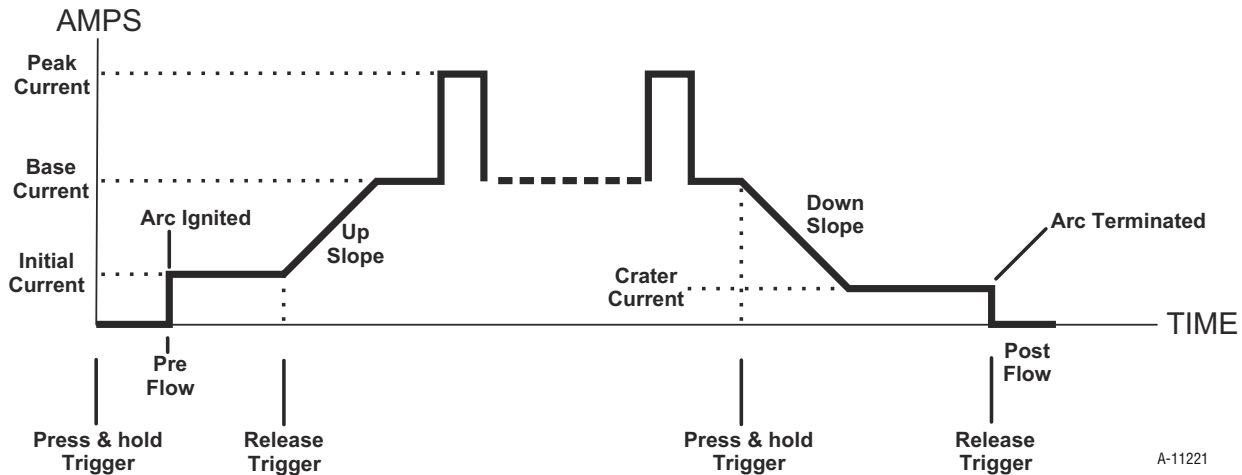 AMPS
Peak
Current
Base
Current
Arc Ignited
Initial
Current
Up
Slope
Down
Slope
Arc Terminated
Crater
Current
TIME
Pre
Flow
Post
Flow
Press & hold
Trigger
Release
Trigger
Press & hold
Trigger
Release
Trigger
A-11221